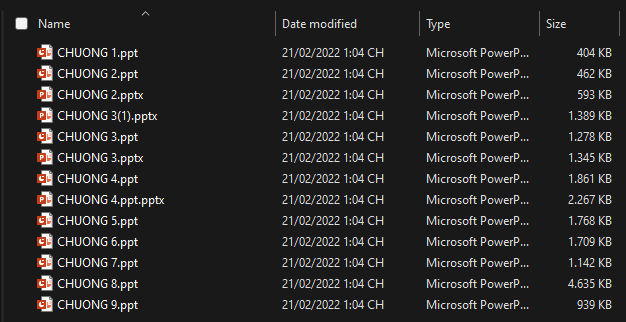 Name Date modified Type Size
CHUONG 1.ppt 21/02/2022 1:04 CH Microsoft PowerP... 404 KB
CHUONG 2.ppt 21/02/2022 1:04 CH Microsoft PowerP... 462 KB
CHUONG 2.pptx 21/02/2022 1:04 CH Microsoft PowerP... 593 KB
CHUONG 3(1).pptx 21/02/2022 1:04 CH Microsoft PowerP... 1.389 KB
CHUONG 3.ppt 21/02/2022 1:04 CH Microsoft PowerP... 1.278 KB
CHUONG 3.pptx 21/02/2022 1:04 CH Microsoft PowerP... 1.345 KB
CHUONG 4.ppt 21/02/2022 1:04 CH Microsoft PowerP... 1.861 KB
CHUONG 4.ppt.pptx 21/02/2022 1:04 CH Microsoft PowerP... 2.267 KB
CHUONG 5.ppt 21/02/2022 1:04 CH Microsoft PowerP... 1.768 KB
CHUONG 6.ppt 21/02/2022 1:04 CH Microsoft PowerP... 1.709 KB
CHUONG 7.ppt 21/02/2022 1:04 CH Microsoft PowerP... 1.142 KB
CHUONG 8.ppt 21/02/2022 1:04 CH Microsoft PowerP... 4.635 KB
CHUONG 9.ppt 21/02/2022 1:04 CH Microsoft PowerP... 939 KB